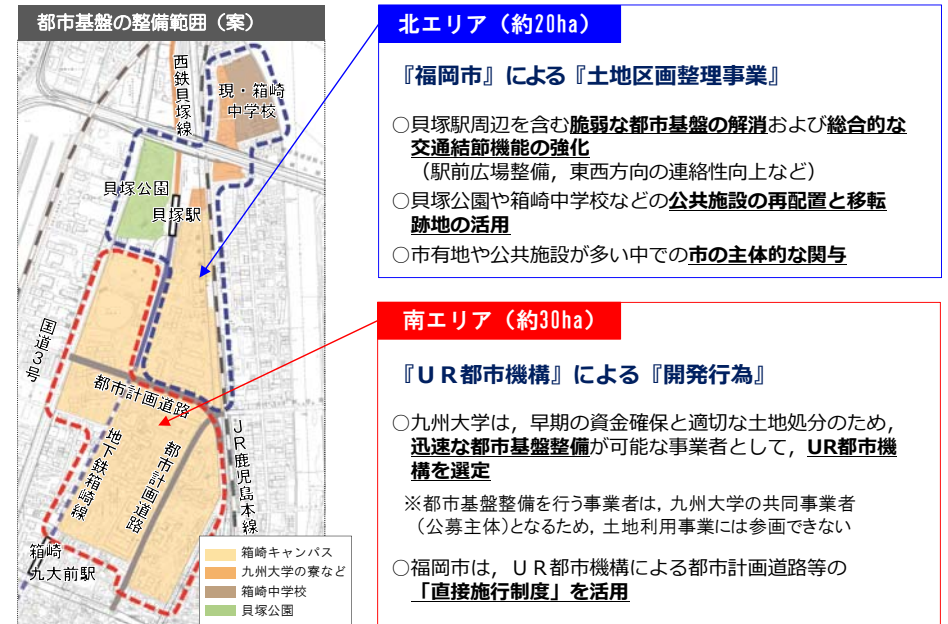 都市基盤の整備範囲（案）
西鉄貝塚線
現・箱崎
中学校
貝塚公園
貝塚駅
国道３号
都市計画道路
地下鉄箱崎線
都市計画道路
ＪＲ鹿児島本線
箱崎
九大前駅
箱崎キャンパス
九州大学の寮など
箱崎中学校
貝塚公園
北エリア（約20ha）
『福岡市』による『土地区画整理事業』
○貝塚駅周辺を含む脆弱な都市基盤の解消および総合的な
交通結節機能の強化
（駅前広場整備，東西方向の連絡性向上など）
○貝塚公園や箱崎中学校などの公共施設の再配置と移転
跡地の活用
○市有地や公共施設が多い中での市の主体的な関与
南エリア（約30ha）
『ＵＲ都市機構』による『開発行為』
○九州大学は，早期の資金確保と適切な土地処分のため，
迅速な都市基盤整備が可能な事業者として，UR都市機
構を選定
※都市基盤整備を行う事業者は，九州大学の共同事業者
（公募主体）となるため，土地利用事業には参画できない
○福岡市は，ＵＲ都市機構による都市計画道路等の
「直接施行制度」を活用